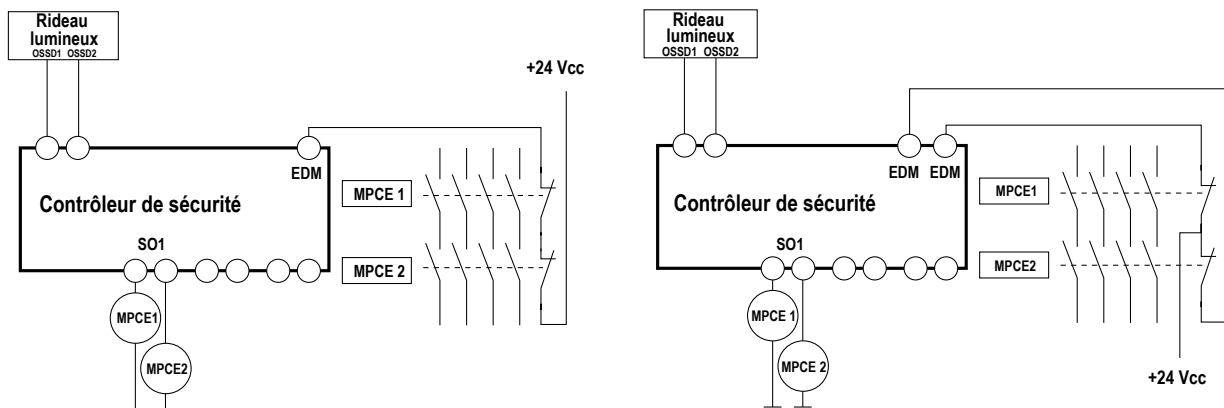 Rideau
lumineux
OSSD1 OSSD2
+24 Vcc
EDM
Contrôleur de sécurité
MPCE 1
SO1
MPCE 2
MPCE1
MPCE2
Rideau
lumineux
OSSD1 OSSD2
EDM EDM
Contrôleur de sécurité
MPCE1
SO1
MPCE2
MPCE 1
MPCE 2
+24 Vcc